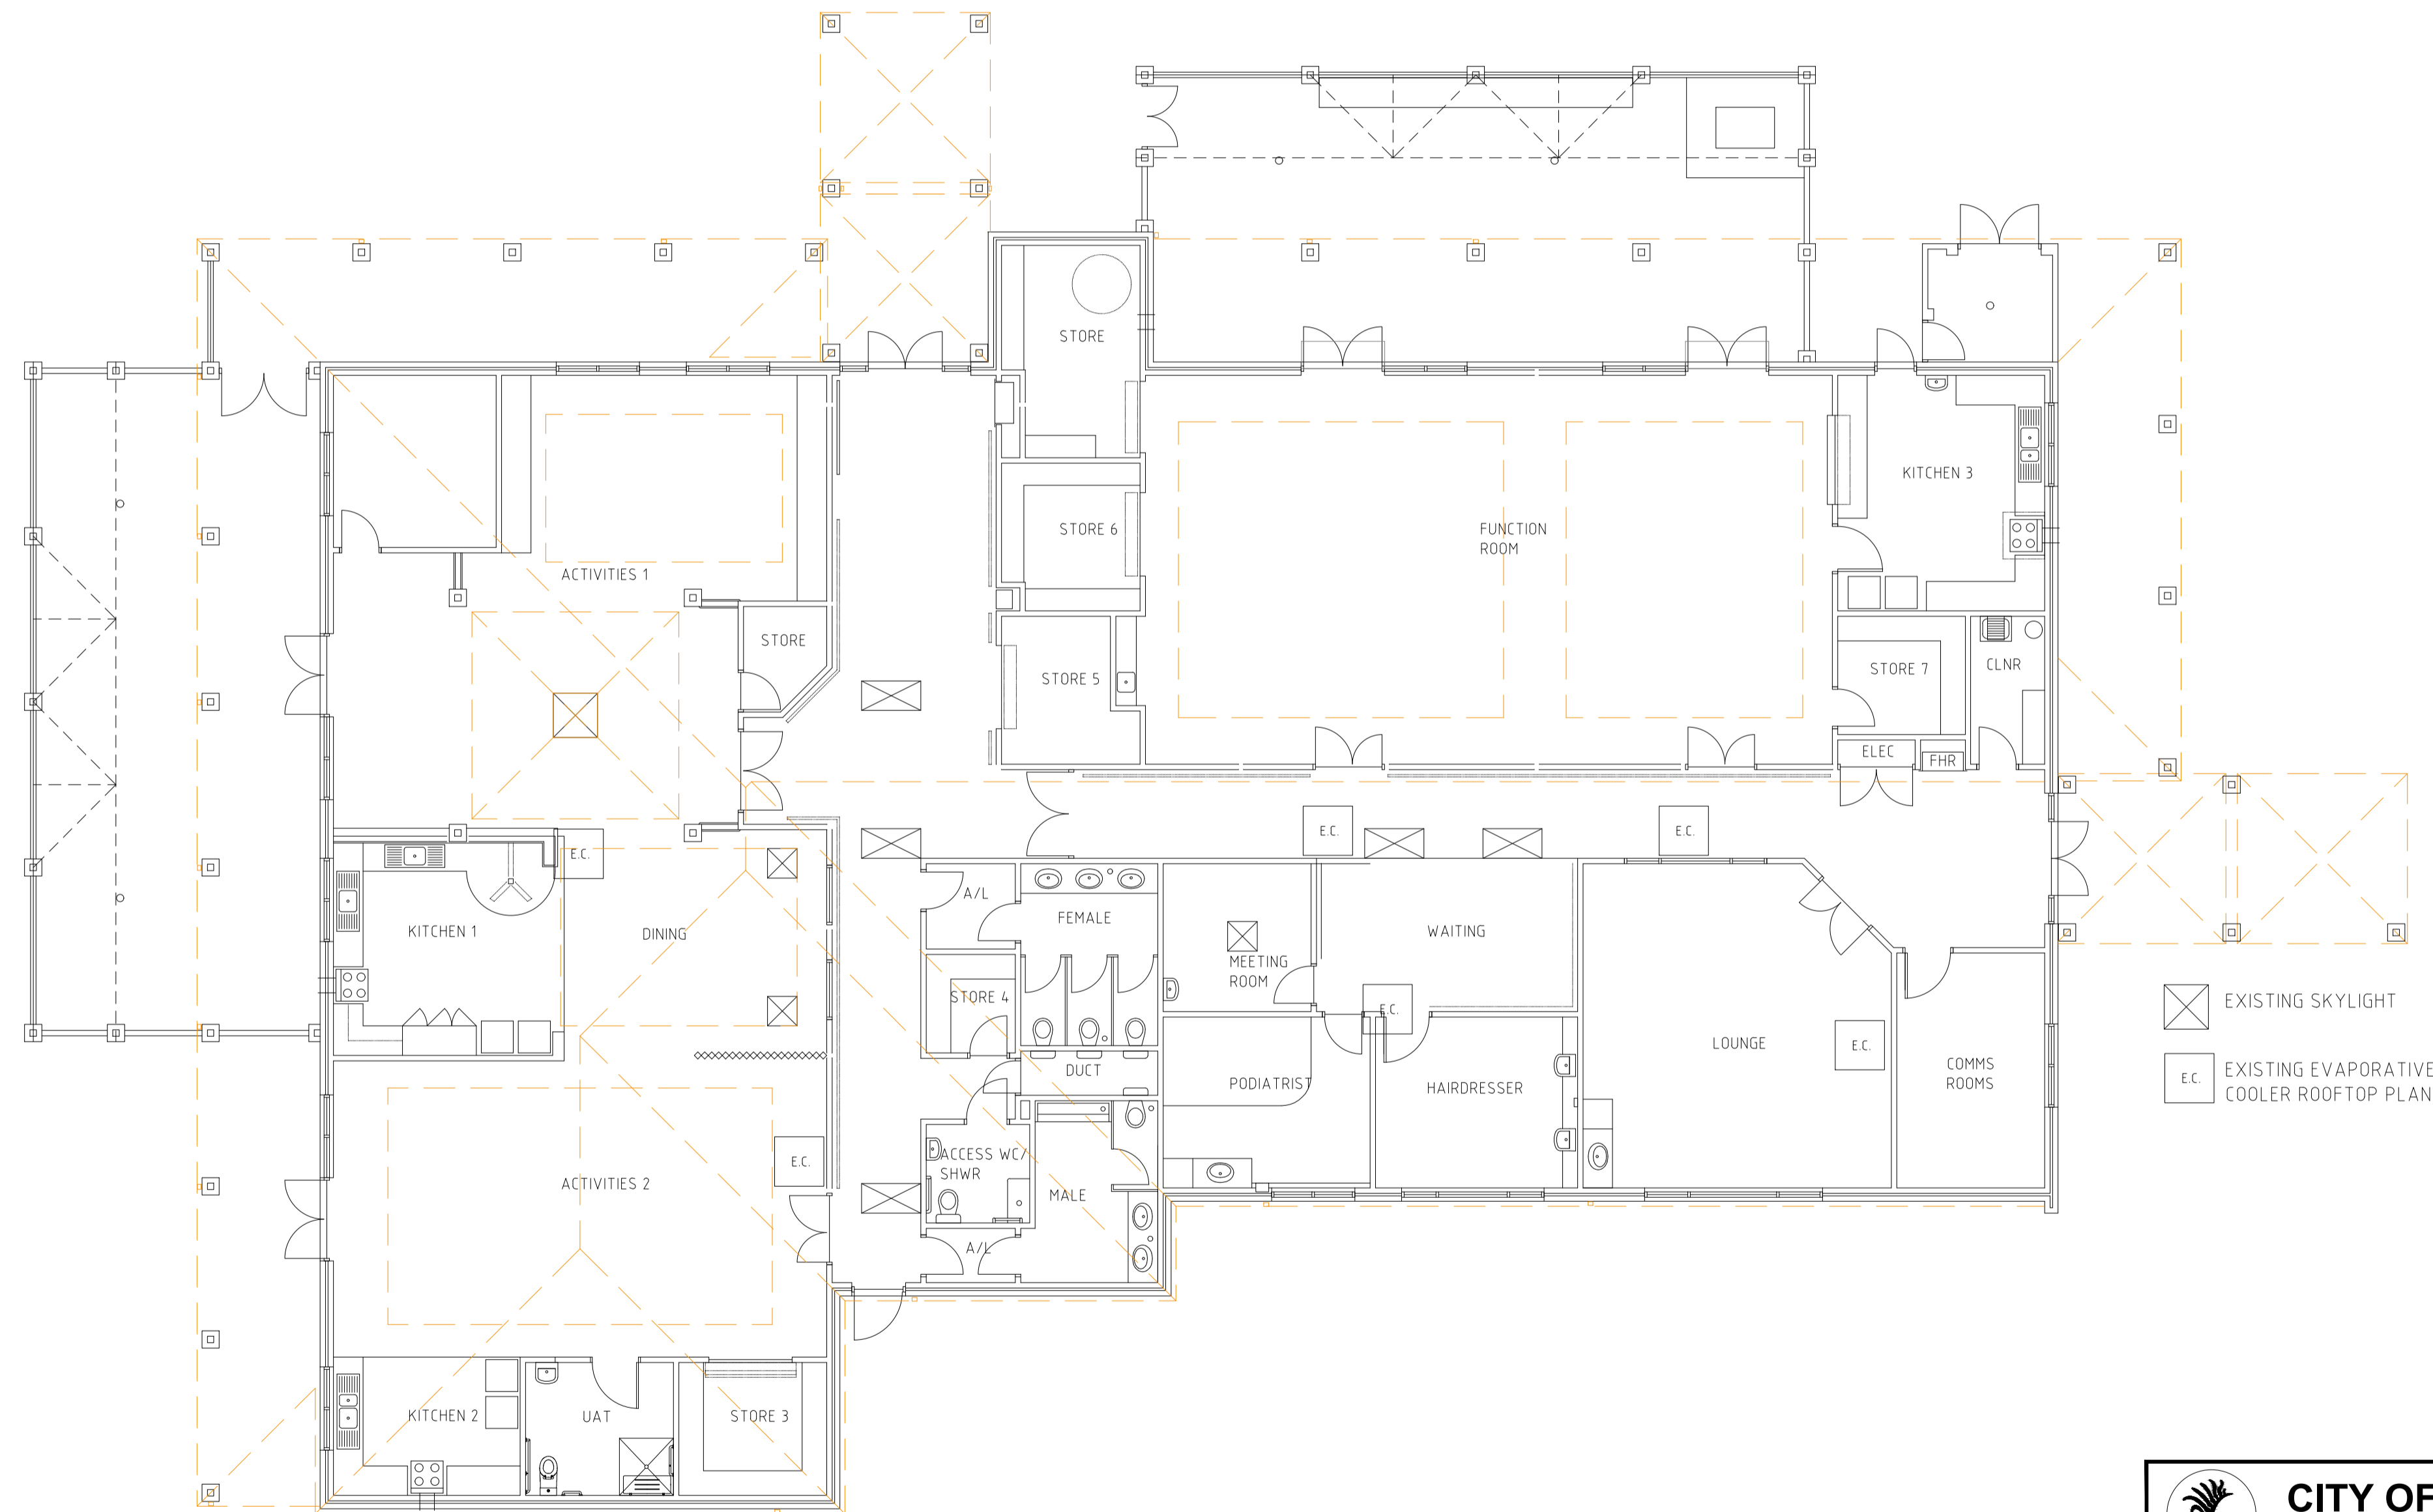 STORE
STORE 6
FUNCTION
ROOM
KITCHEN 3
ACTIVITIES 1
STORE
STORE 5
STORE 7
CLNR
ELEC
FHR
E.C.
E.C.
E.C.
A/L
FEMALE
KITCHEN 1
DINING
WAITING
MEETING
ROOM
STORE 4
E.C.
EXISTING SKYLIGHT
LOUNGE
E.C.
DUCT
PODIATRIST
HAIRDRESSER
COMMS
ROOMS
E.C.
EXISTING EVAPORATIVE
COOLER ROOFTOP PLAN
ACCESS WC/
SHWR
E.C.
ACTIVITIES 2
MALE
A/L
KITCHEN 2
UAT
STORE 3
CITY OF